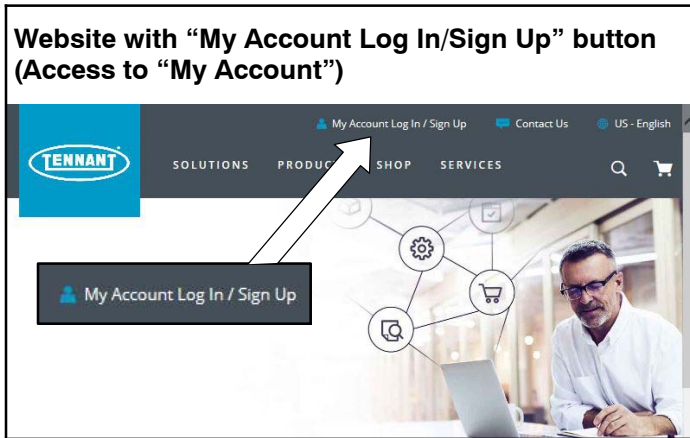 Website with “My Account Log In/Sign Up” button
(Access to “My Account”)
My Account Log In / Sign Up Contact Us US - English
TENNANT
SOLUTIONS SHOP SERVICES
My Account Log In / Sign Up